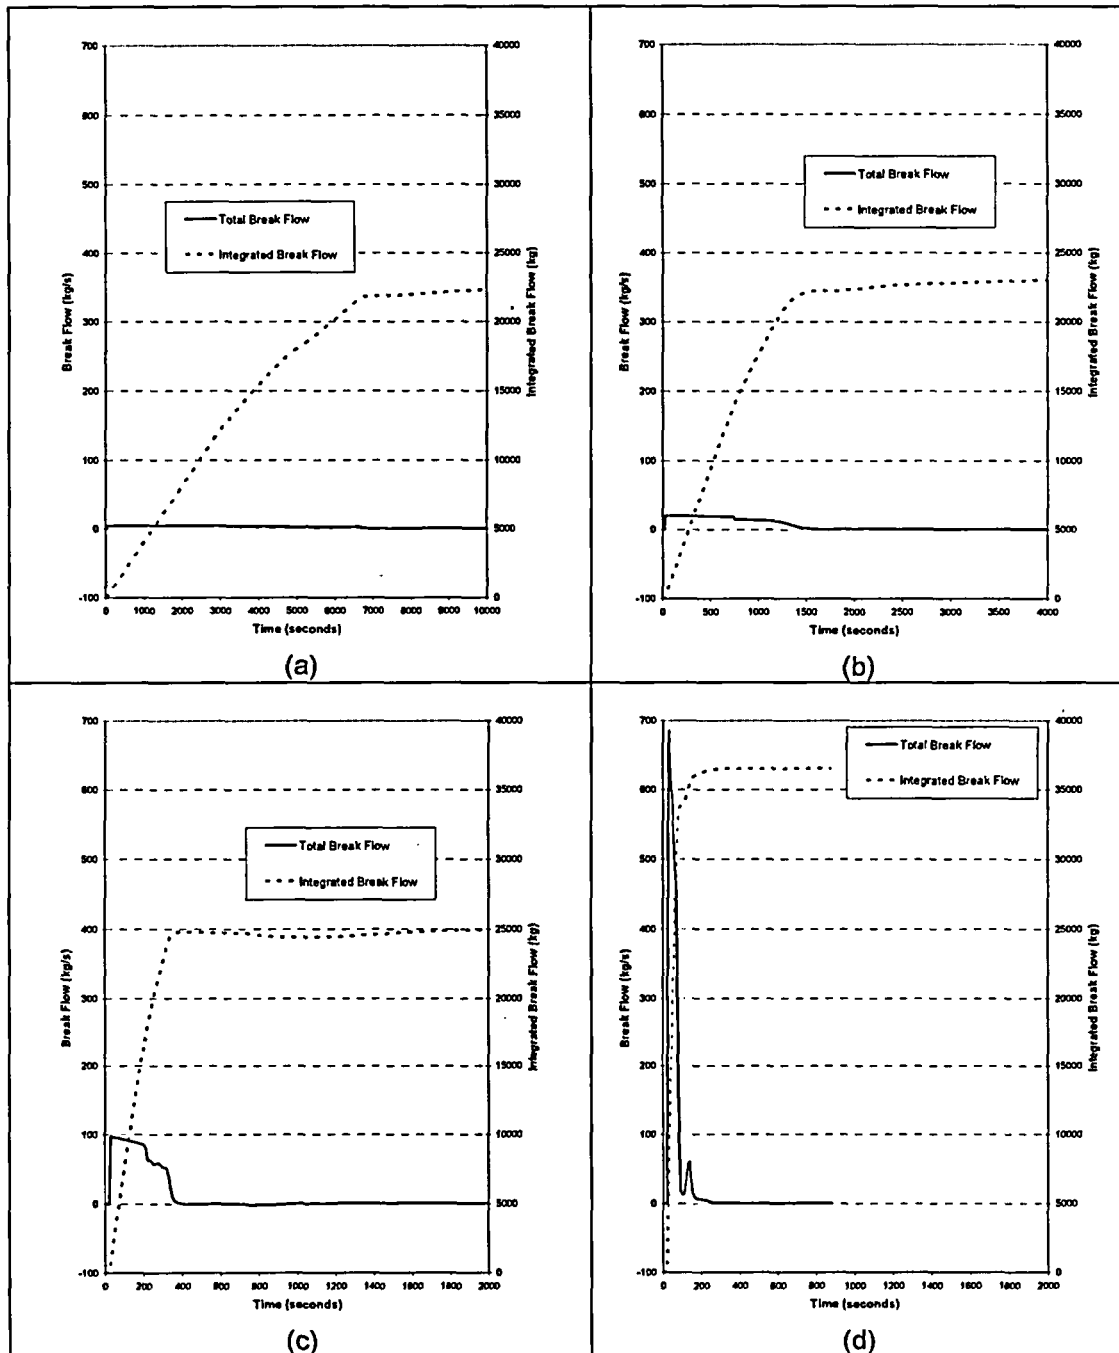 700
600
500
400
300
200
100
0
-100
40000
35000
30000
25000
20000
15000
10000
5000
0
Break Flow (kg/s)
Integrated Break Flow (kg)
Total Break Flow
Integrated Break Flow
0 1000 2000 3000 4000 5000 6000 7000 8000 9000 10000
Time (seconds)
(a)
700
600
500
400
300
200
100
0
-100
40000
35000
30000
25000
20000
15000
10000
5000
0
Break Flow (kg/s)
Integrated Break Flow (kg)
Total Break Flow
Integrated Break Flow
0 500 1000 1500 2000 2500 3000 3500 4000
Time (seconds)
(b)
700
600
500
400
300
200
100
0
-100
40000
35000
30000
25000
20000
15000
10000
5000
0
Break Flow (kg/s)
Integrated Break Flow (kg)
Total Break Flow
Integrated Break Flow
0 200 400 600 800 1000 1200 1400 1600 1800 2000
Time (seconds)
(c)
700
600
500
400
300
200
100
0
-100
40000
35000
30000
25000
20000
15000
10000
5000
0
Break Flow (kg/s)
Integrated Break Flow (kg)
Total Break Flow
Integrated Break Flow
0 200 400 600 800 1000 1200 1400 1600 1800 2000
Time (seconds)
(d)